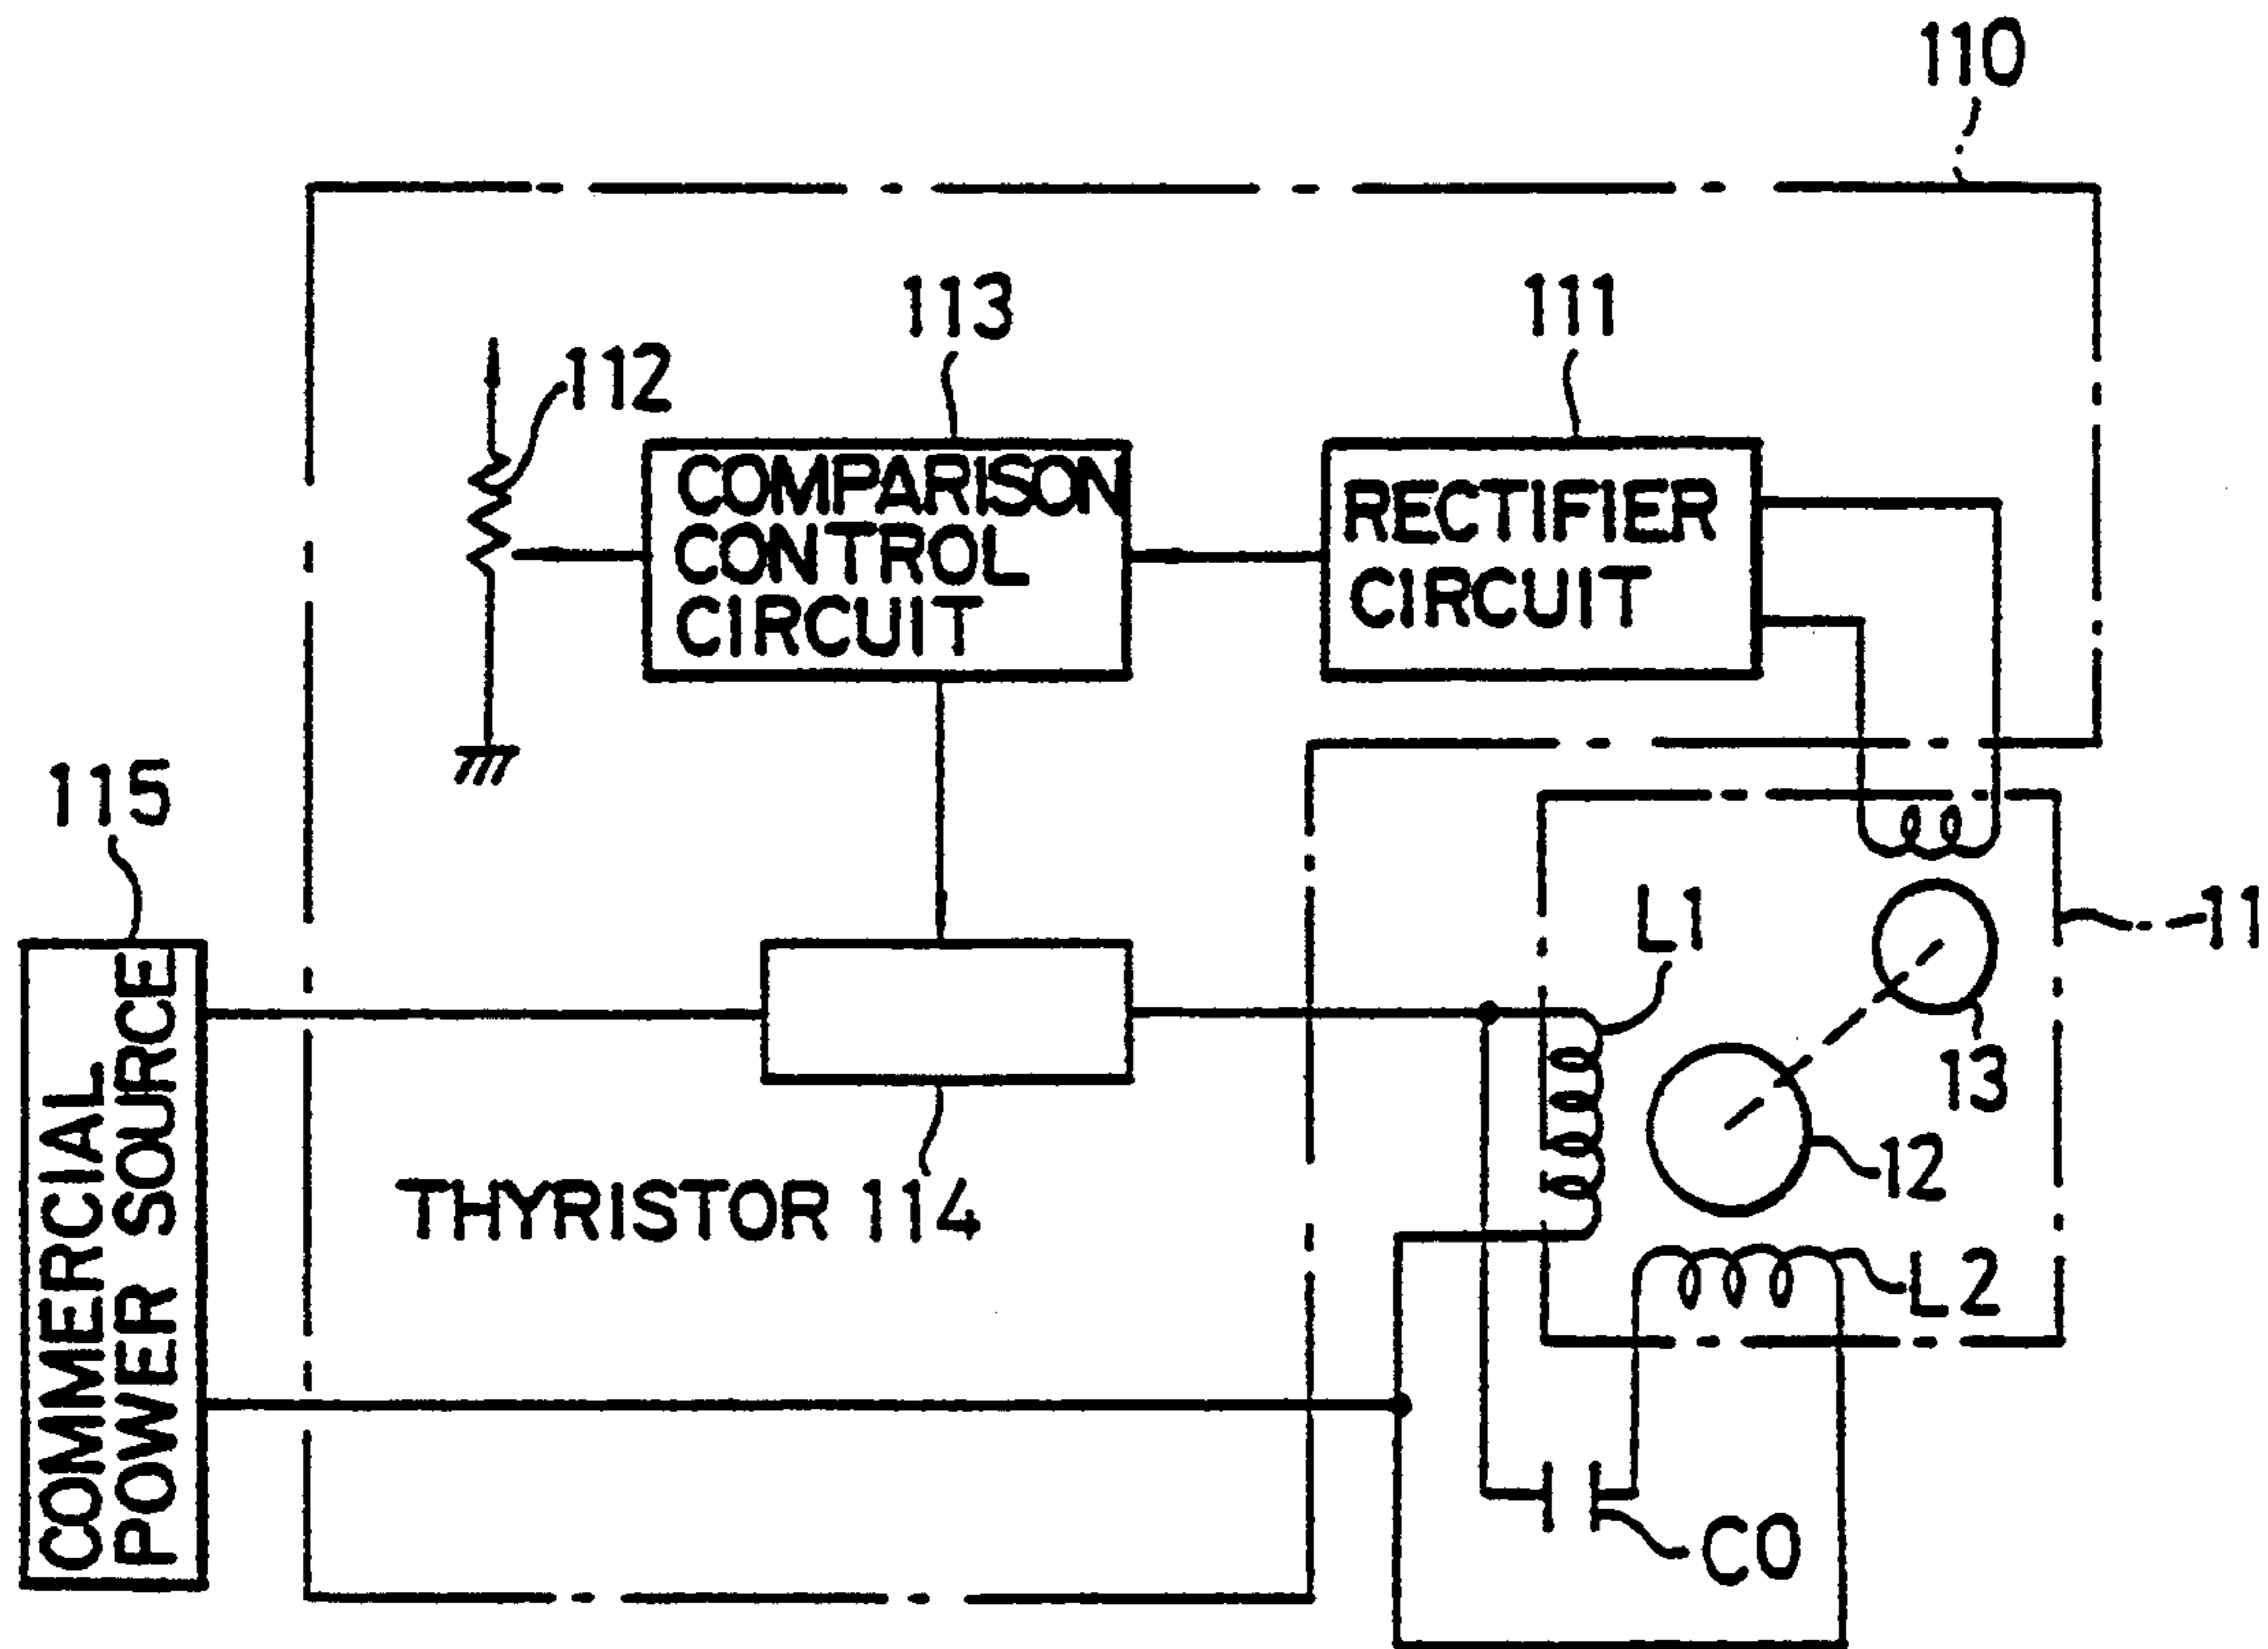 110
113
111
112
COMPARISON
CONTROL
CIRCUIT
RECTIFIER
CIRCUIT
115
COMMERCIAL
POWER SOURCE
L1
11
13
12
THYRISTOR 114
L2
CO